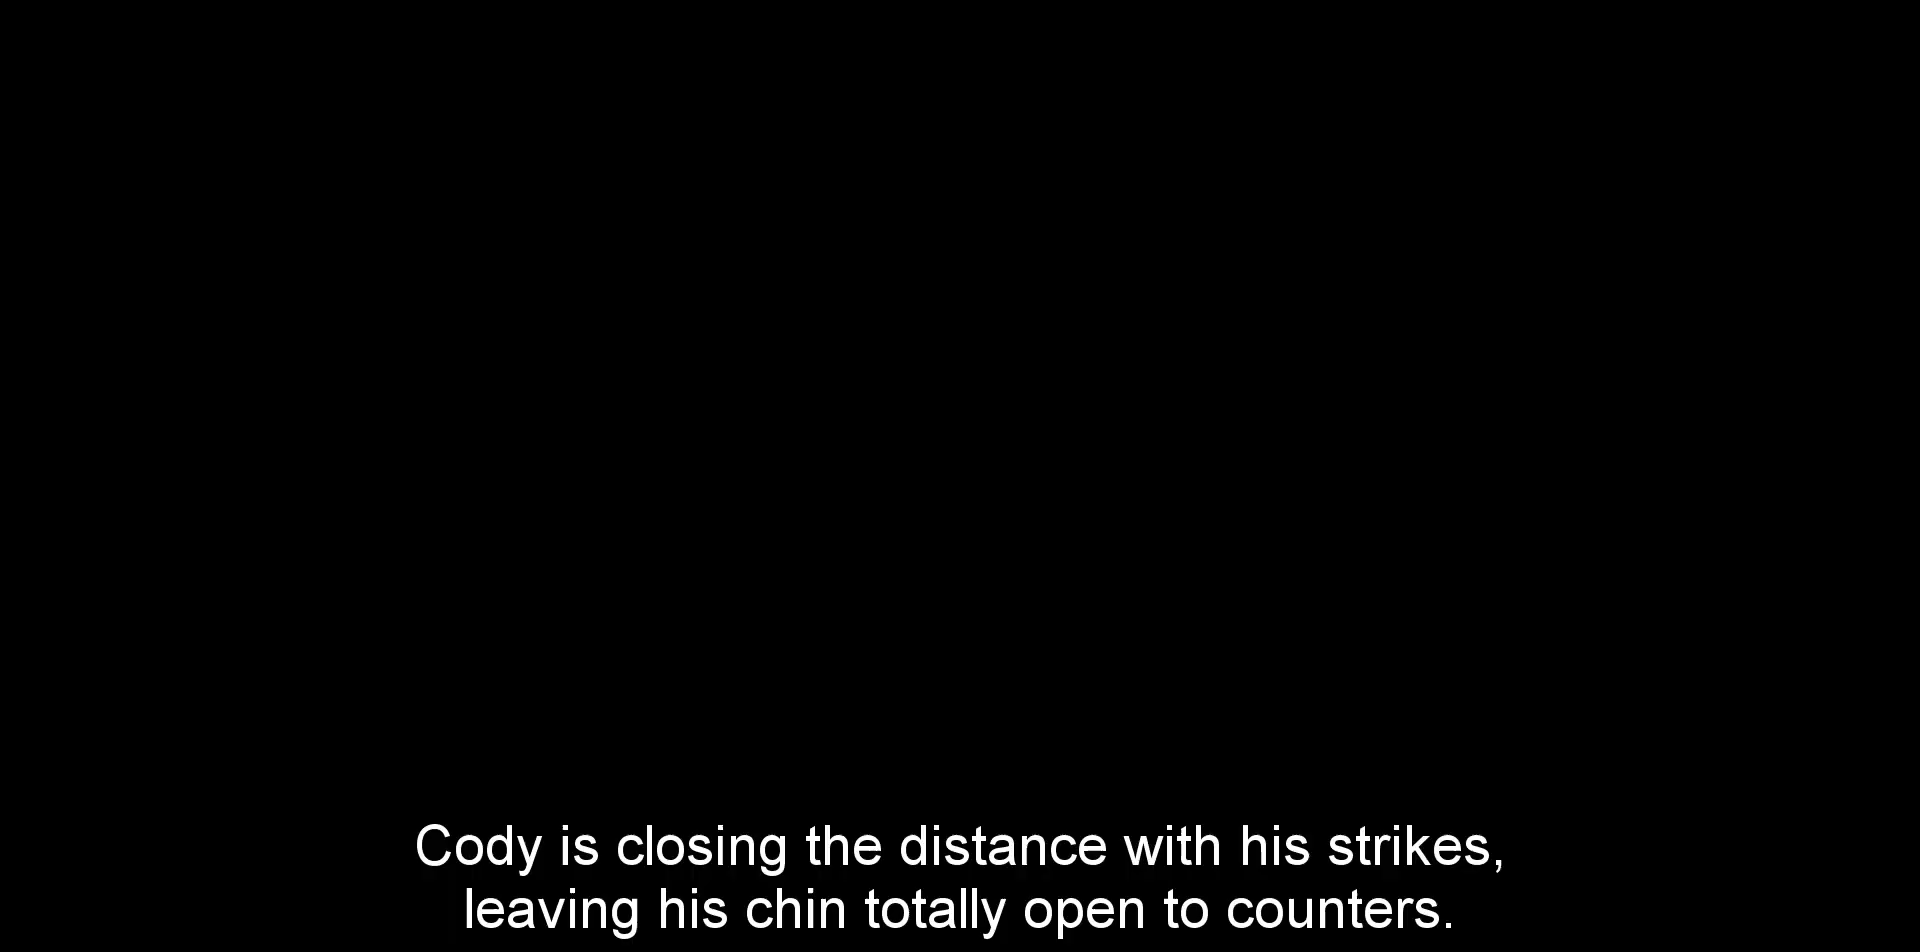 Cody is closing the distance with his strikes,
leaving his chin totally open to counters.